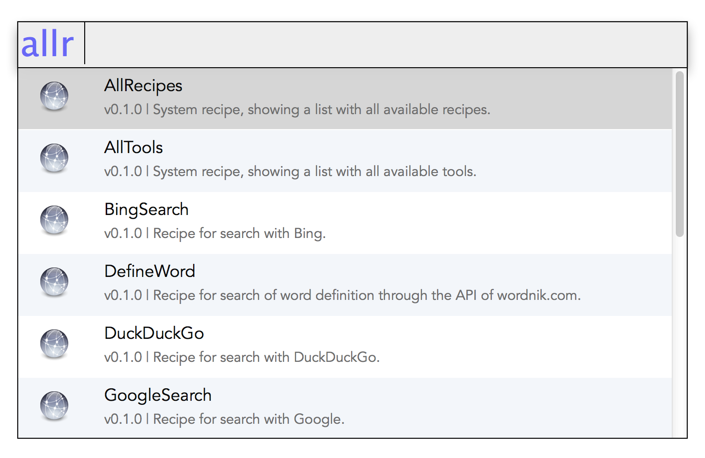 allr
AllRecipes
v0.1.0 | System recipe, showing a list with all available recipes.
AllTools
v0.1.0 | System recipe, showing a list with all available tools.
BingSearch
v0.1.0 | Recipe for search with Bing.
DefineWord
v0.1.0 | Recipe for search of word definition through the API of wordnik.com.
DuckDuckGo
v0.1.0 | Recipe for search with DuckDuckGo.
GoogleSearch
v0.1.0 | Recipe for search with Google.